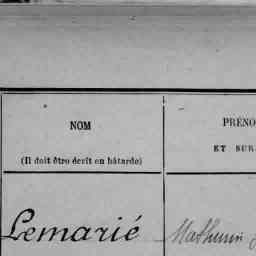 NOM
PRÉNO
(Il doit être écrit en bâtarde)
ET SUR
Lemarié
Mathurin